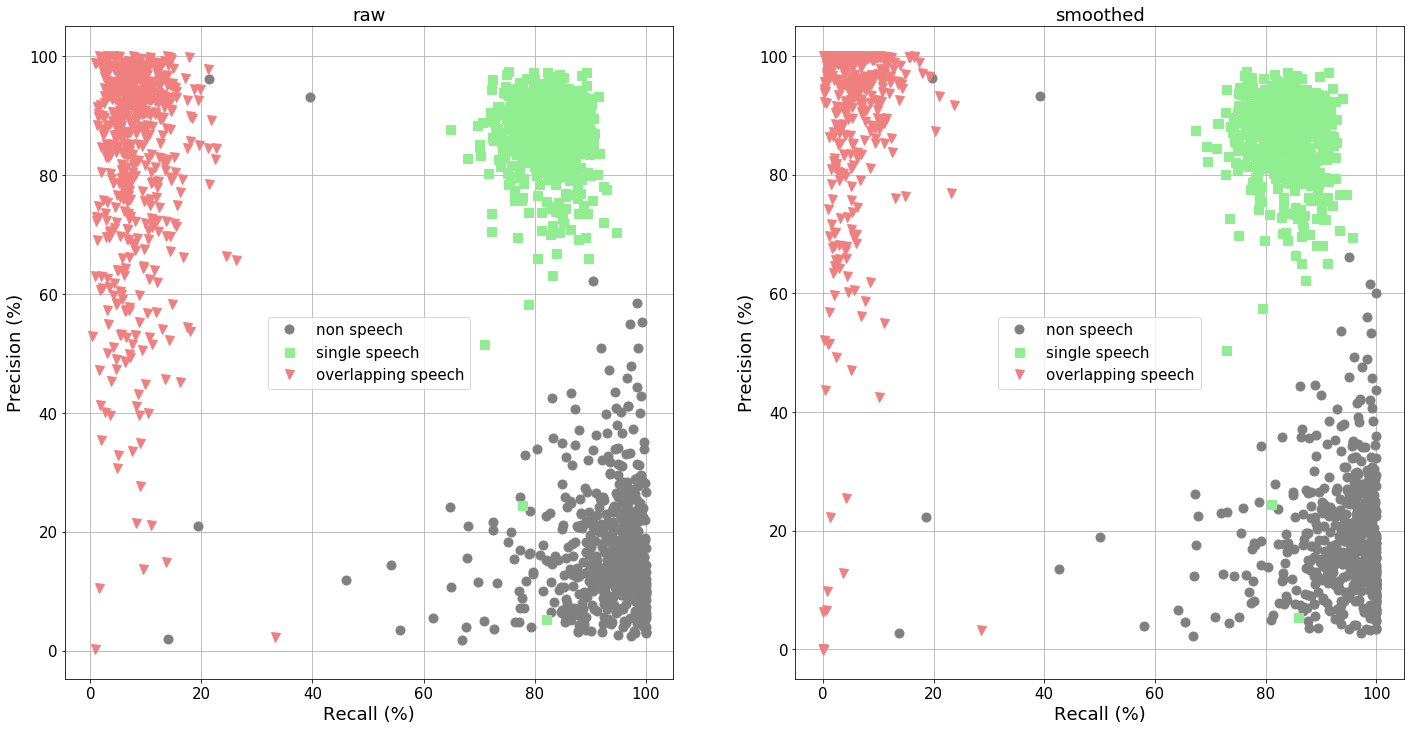 raw
100
80
60
40
20
0
Precision (%)
non speech
single speech
overlapping speech
0 20 40 60 80 100
Recall (%)
smoothed
100
80
60
40
20
0
Precision (%)
non speech
single speech
overlapping speech
0 20 40 60 80 100
Recall (%)